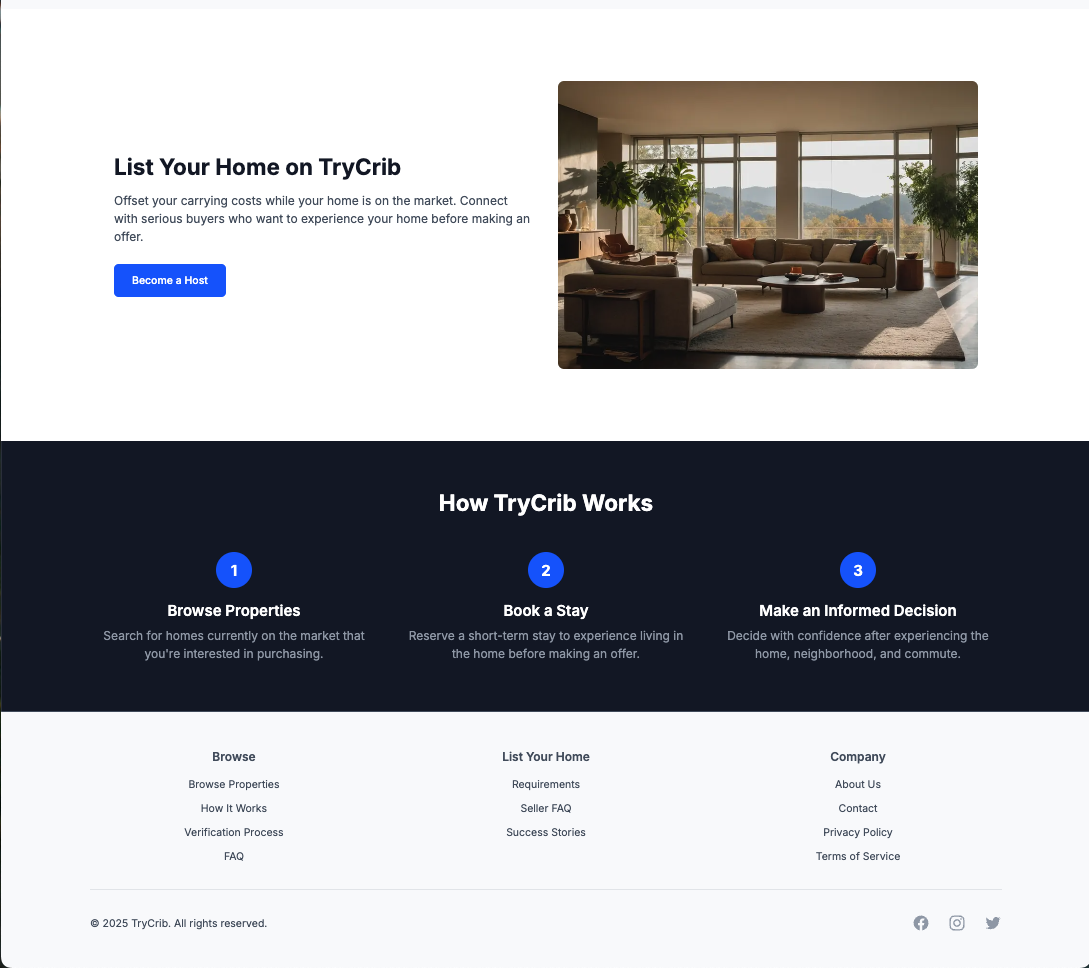 List Your Home on TryCrib
Offset your carrying costs while your home is on the market. Connect
with serious buyers who want to experience your home before making an
offer.
Become a Host
How TryCrib Works
1
Browse Properties
Search for homes currently on the market that
you're interested in purchasing.
2
Book a Stay
Reserve a short-term stay to experience living in
the home before making an offer.
3
Make an Informed Decision
Decide with confidence after experiencing the
home, neighborhood, and commute.
Browse
Browse Properties
How It Works
Verification Process
FAQ
List Your Home
Requirements
Seller FAQ
Success Stories
Company
About Us
Contact
Privacy Policy
Terms of Service
© 2025 TryCrib. All rights reserved.